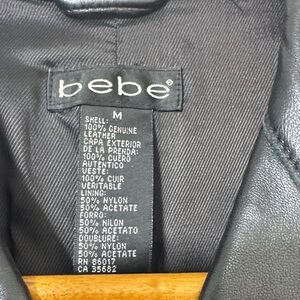 bebe®
M
SHELL:
100% GENUINE
LEATHER
CAPA EXTERIOR
DE LA PRENDA:
100% CUERO
AUTENTICO
VESTE:
100% CUIR
VERITABLE
LINING:
50% NYLON
50% ACETATE
FORRO:
50% NILON
50% ACETATO
DOUBLURE:
50% NYLON
50% ACETATE
RN 86017
CA 35682